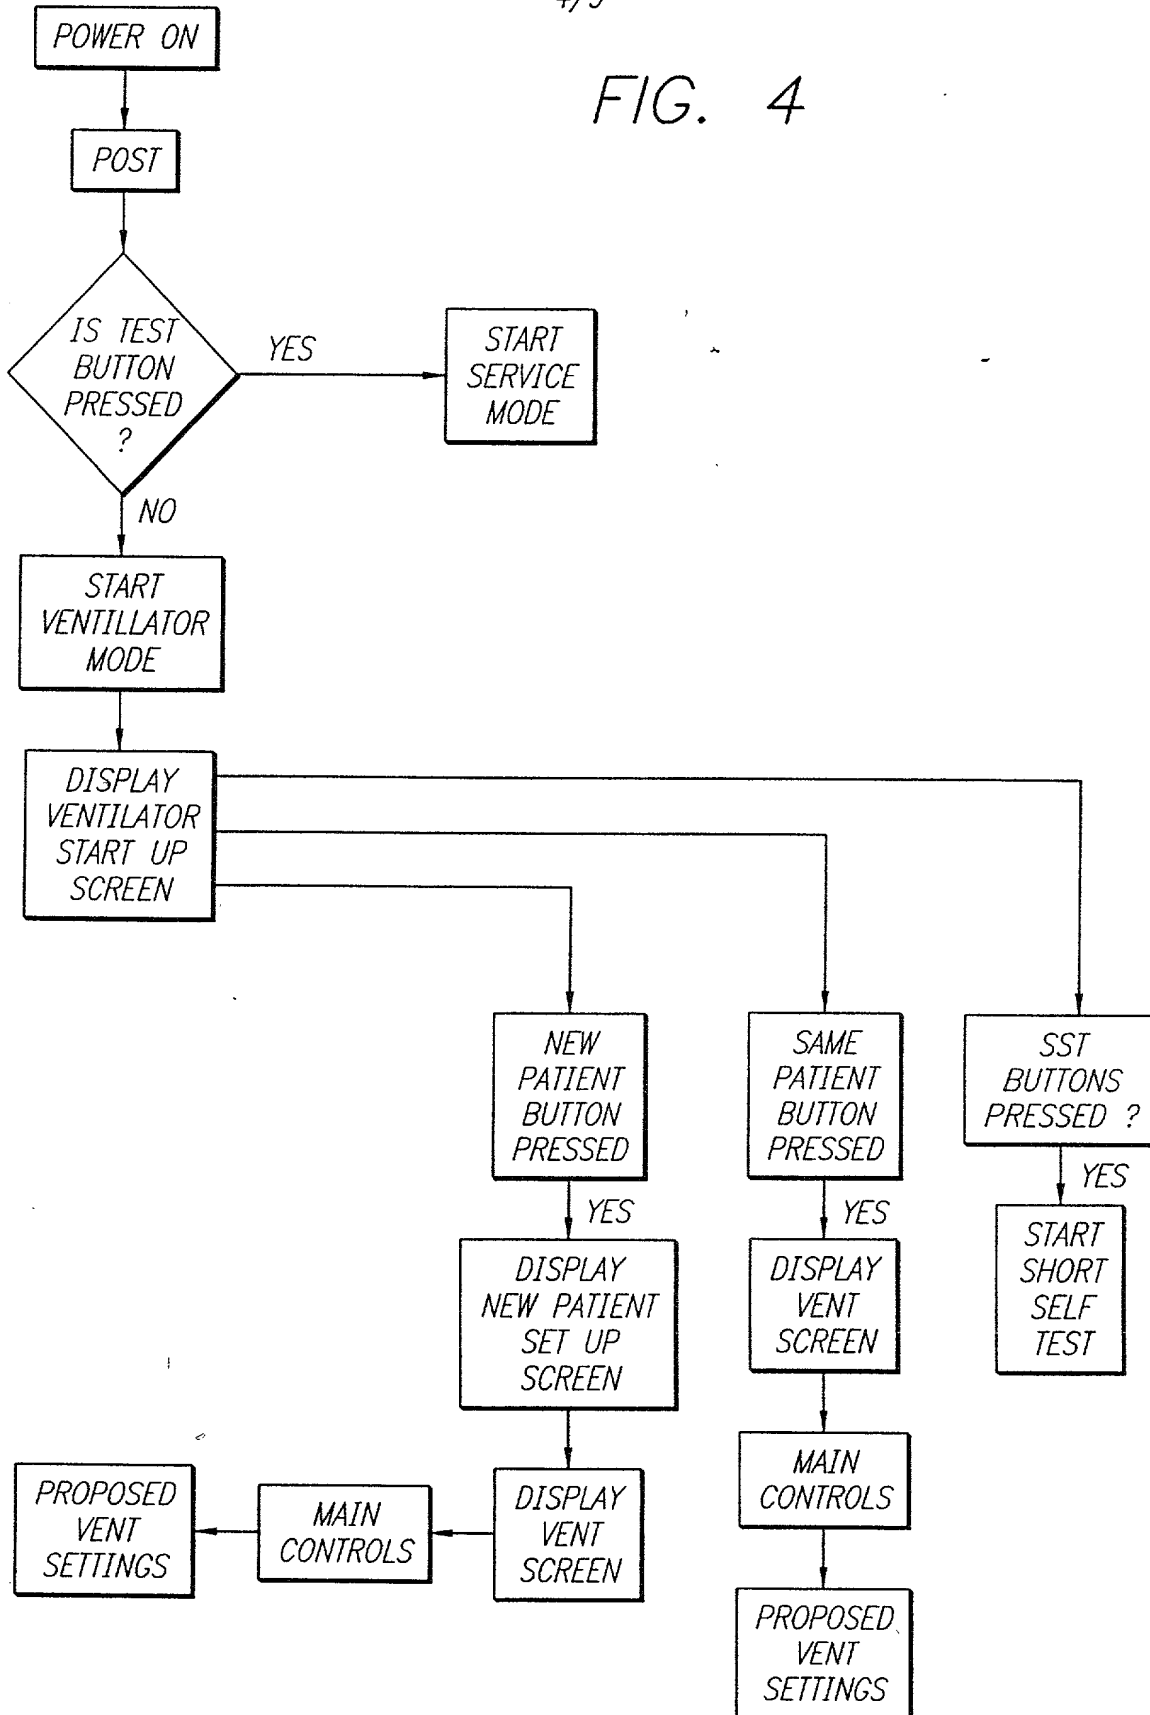 POWER ON
FIG. 4
POST
IS TEST
BUTTON
PRESSED
?
YES
START
SERVICE
MODE
NO
START
VENTILLATOR
MODE
DISPLAY
VENTILATOR
START UP
SCREEN
NEW
PATIENT
BUTTON
PRESSED
SAME
PATIENT
BUTTON
PRESSED
SST
BUTTONS
PRESSED ?
YES
YES
YES
DISPLAY
NEW PATIENT
SET UP
SCREEN
DISPLAY
VENT
SCREEN
START
SHORT
SELF
TEST
PROPOSED
VENT
SETTINGS
MAIN
CONTROLS
DISPLAY
VENT
SCREEN
MAIN
CONTROLS
PROPOSED
VENT
SETTINGS